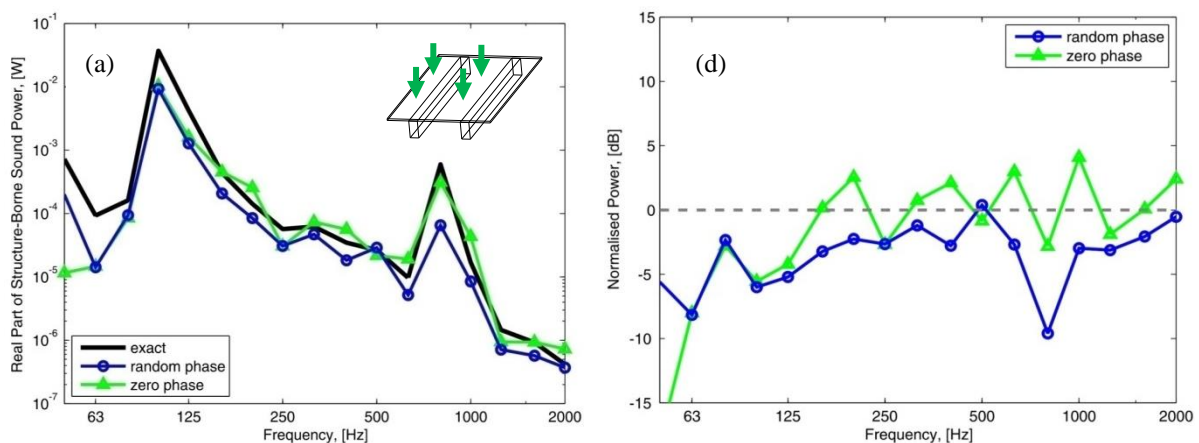 (a)
Real Part of Structure-Borne Sound Power, [W]
10⁻¹
10⁻²
10⁻³
10⁻⁴
10⁻⁵
10⁻⁶
10⁻⁷
exact
random phase
zero phase
63 125 250 500 1000 2000
Frequency, [Hz]
(d)
random phase
zero phase
Normalised Power, [dB]
15
10
5
0
-5
-10
-15
63 125 250 500 1000 2000
Frequency, [Hz]